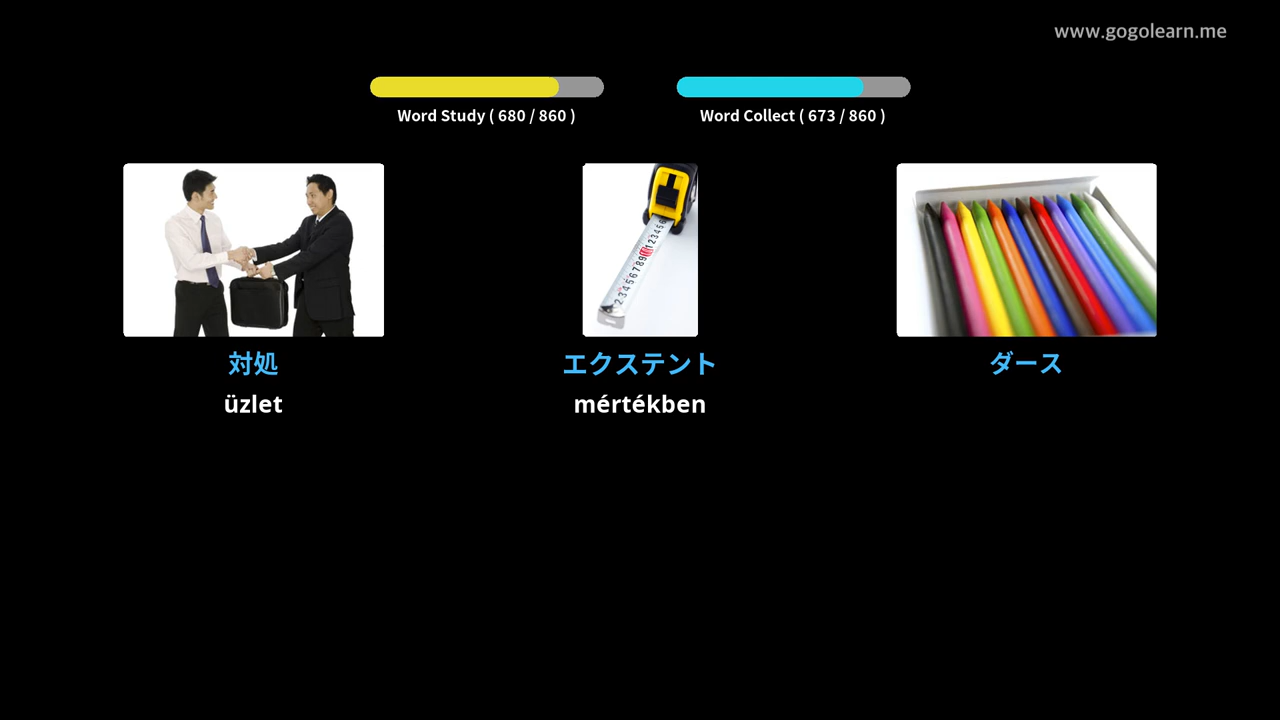 www.gogolearn.me
Word Study ( 680 / 860 )
Word Collect ( 673 / 860 )
対処
エクステント
ダース
üzlet
mértékben